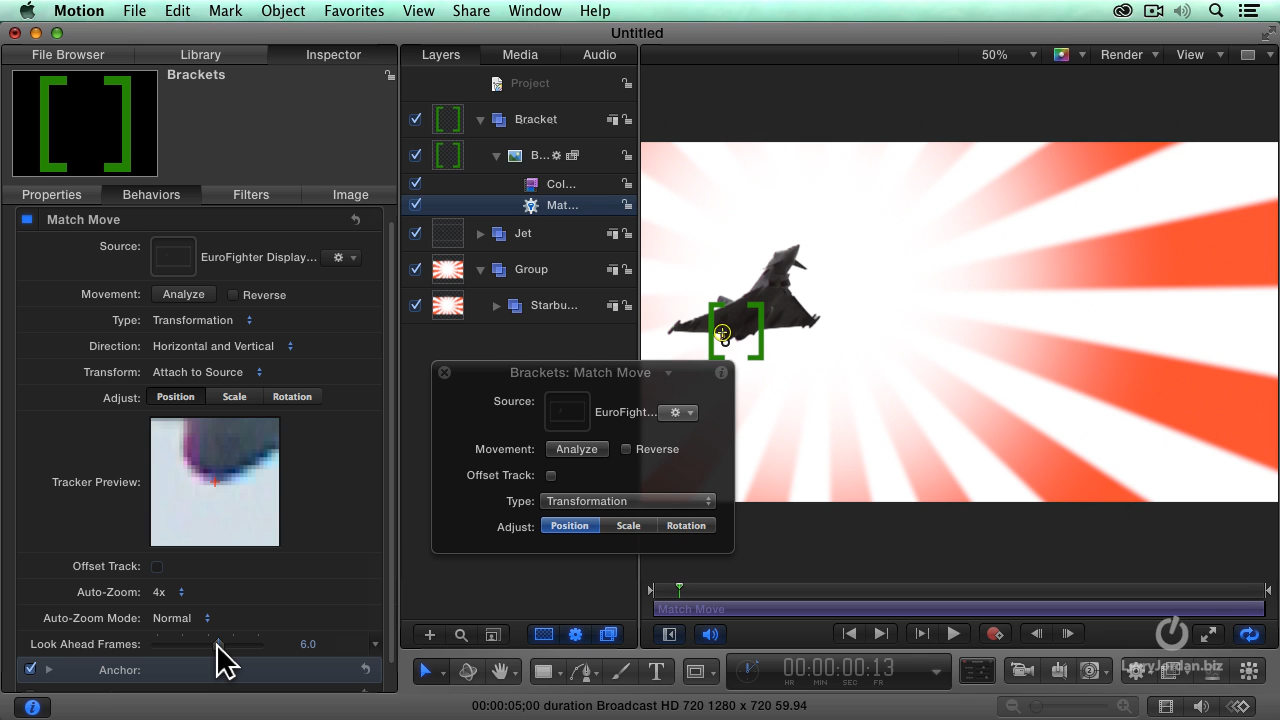 Motion File Edit Mark Object Favorites View Share Window Help
Untitled
File Browser Library Inspector
Layers Media Audio
50% Render View
Brackets
Project
Bracket
B...
Col...
Mat...
Jet
Group
Starbu...
Properties Behaviors Filters Image
Match Move
Source: EuroFighter Display...
Movement: Analyze Reverse
Type: Transformation
Direction: Horizontal and Vertical
Transform: Attach to Source
Adjust: Position Scale Rotation
Tracker Preview:
Offset Track:
Auto-Zoom: 4x
Auto-Zoom Mode: Normal
Look Ahead Frames: 6.0
Anchor:
Brackets: Match Move
Source: EuroFight...
Movement: Analyze Reverse
Offset Track:
Type: Transformation
Adjust: Position Scale Rotation
Match Move
00:00:00:13
HR MIN SEC FR
LarryJordan.biz
00:00:05;00 duration Broadcast HD 720 1280 x 720 59.94